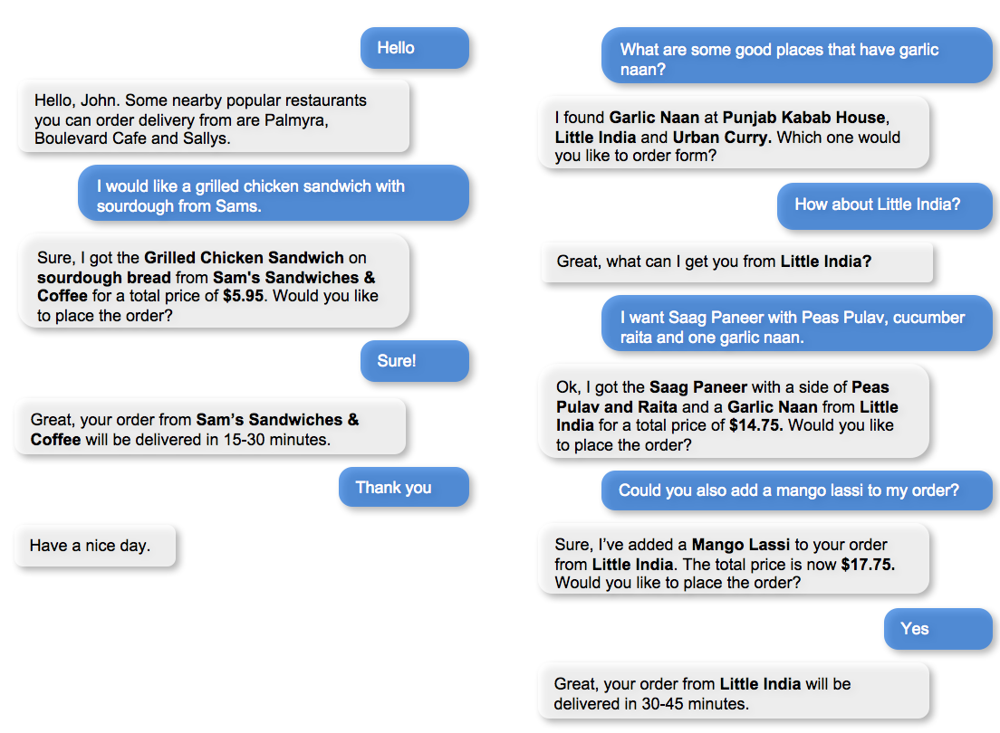 Hello
Hello, John. Some nearby popular restaurants
you can order delivery from are Palmyra,
Boulevard Cafe and Sallys.
I would like a grilled chicken sandwich with
sourdough from Sams.
Sure, I got the Grilled Chicken Sandwich on
sourdough bread from Sam's Sandwiches &
Coffee for a total price of $5.95. Would you like
to place the order?
Sure!
Great, your order from Sam’s Sandwiches &
Coffee will be delivered in 15-30 minutes.
Thank you
Have a nice day.
What are some good places that have garlic
naan?
I found Garlic Naan at Punjab Kabab House,
Little India and Urban Curry. Which one would
you like to order form?
How about Little India?
Great, what can I get you from Little India?
I want Saag Paneer with Peas Pulav, cucumber
raita and one garlic naan.
Ok, I got the Saag Paneer with a side of Peas
Pulav and Raita and a Garlic Naan from Little
India for a total price of $14.75. Would you like
to place the order?
Could you also add a mango lassi to my order?
Sure, I’ve added a Mango Lassi to your order
from Little India. The total price is now $17.75.
Would you like to place the order?
Yes
Great, your order from Little India will be
delivered in 30-45 minutes.